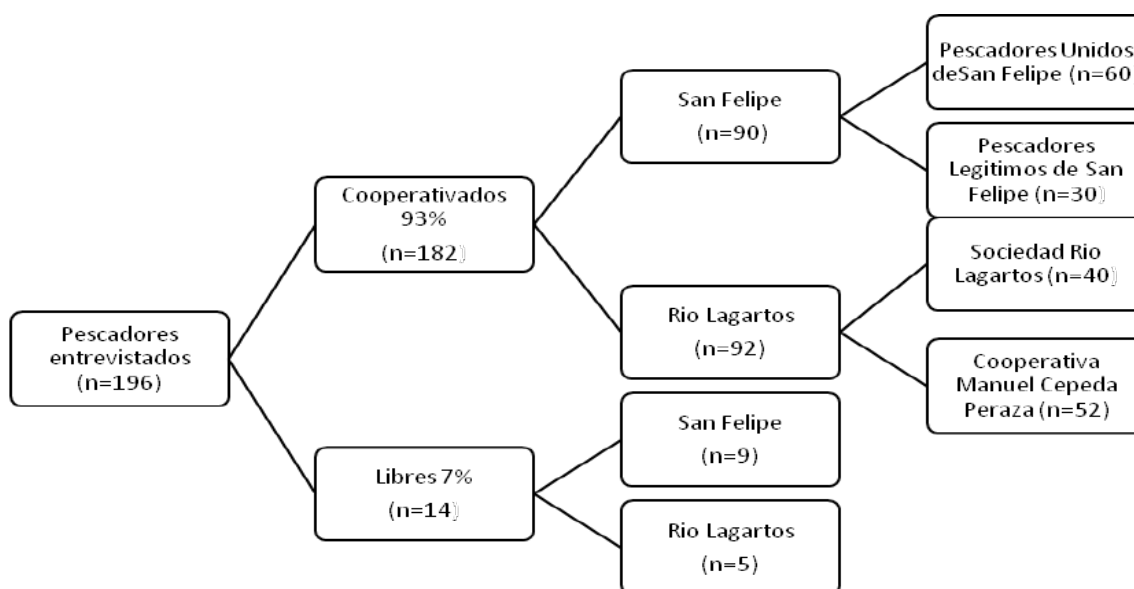 Pescadores
entrevistados
(n=196)
Cooperativados
93%
(n=182)
Libres 7%
(n=14)
San Felipe
(n=90)
Rio Lagartos
(n=92)
San Felipe
(n=9)
Rio Lagartos
(n=5)
Pescadores Unidos
deSan Felipe (n=60
Pescadores
Legitimos de San
Felipe (n=30)
Sociedad Rio
Lagartos (n=40)
Cooperativa
Manuel Cepeda
Peraza (n=52)